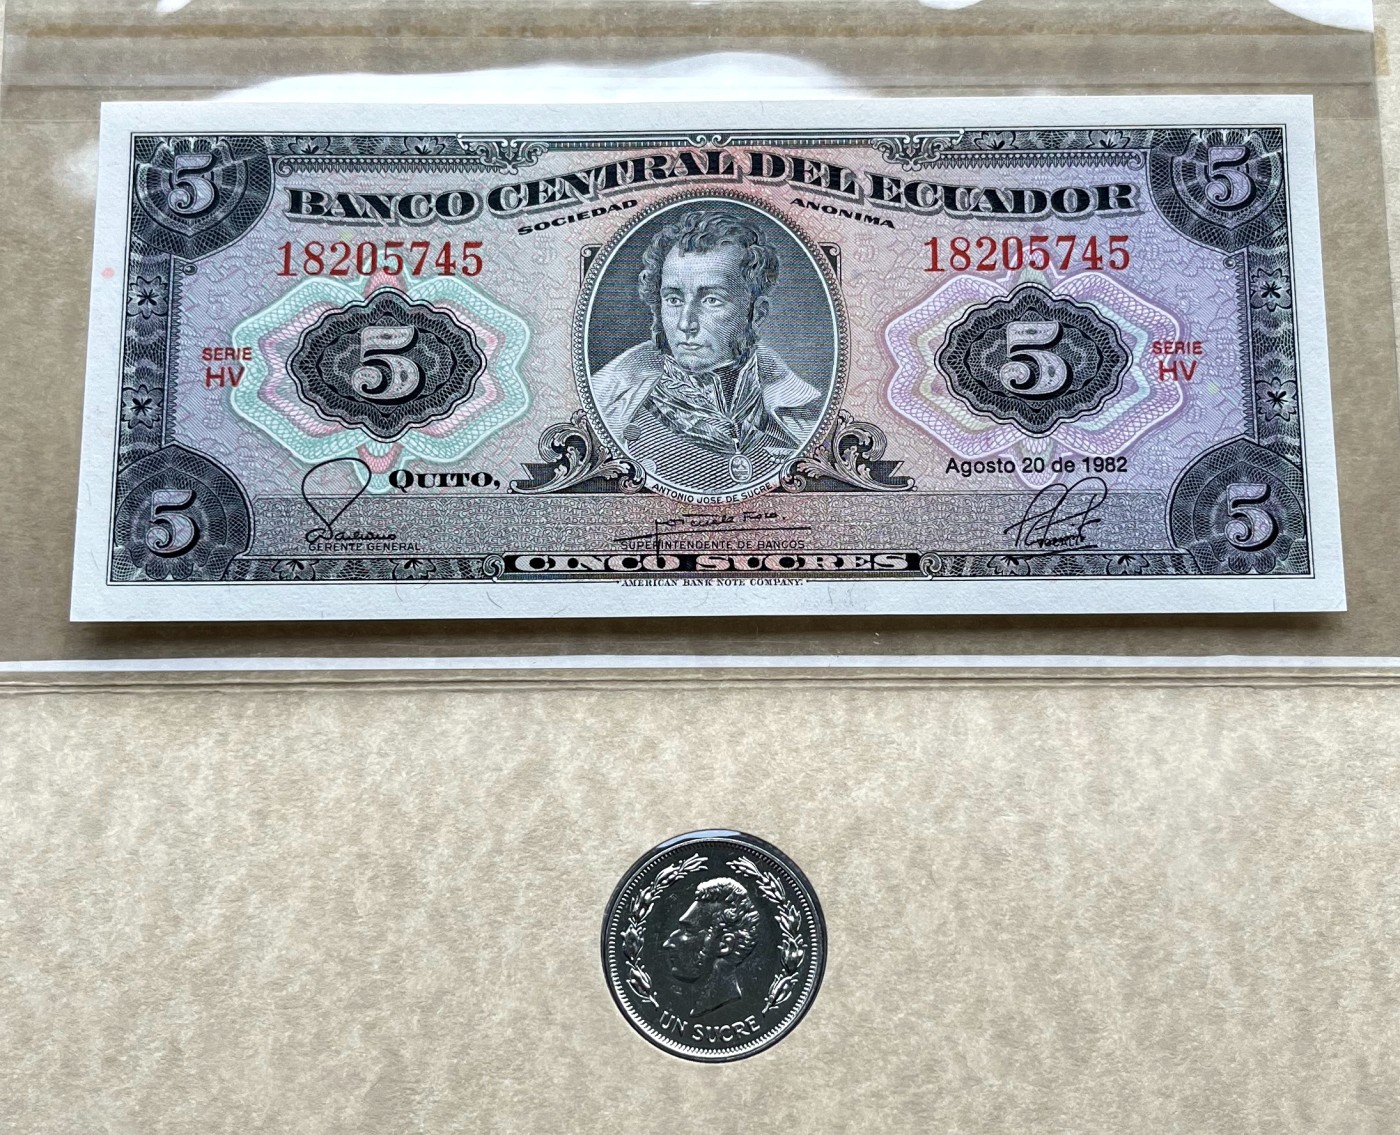 5 5
BANCO CENTRAL DEL ECUADOR
SOCIEDAD ANONIMA
18205745 18205745
SERIE HV 5 5 SERIE HV
ANTONIO JOSE DE SUCRE
QUITO, Agosto 20 de 1982
5 5
GERENTE GENERAL SUPERINTENDENTE DE BANCOS
CINCO SUCRES
AMERICAN BANK NOTE COMPANY.
UN SUCRE